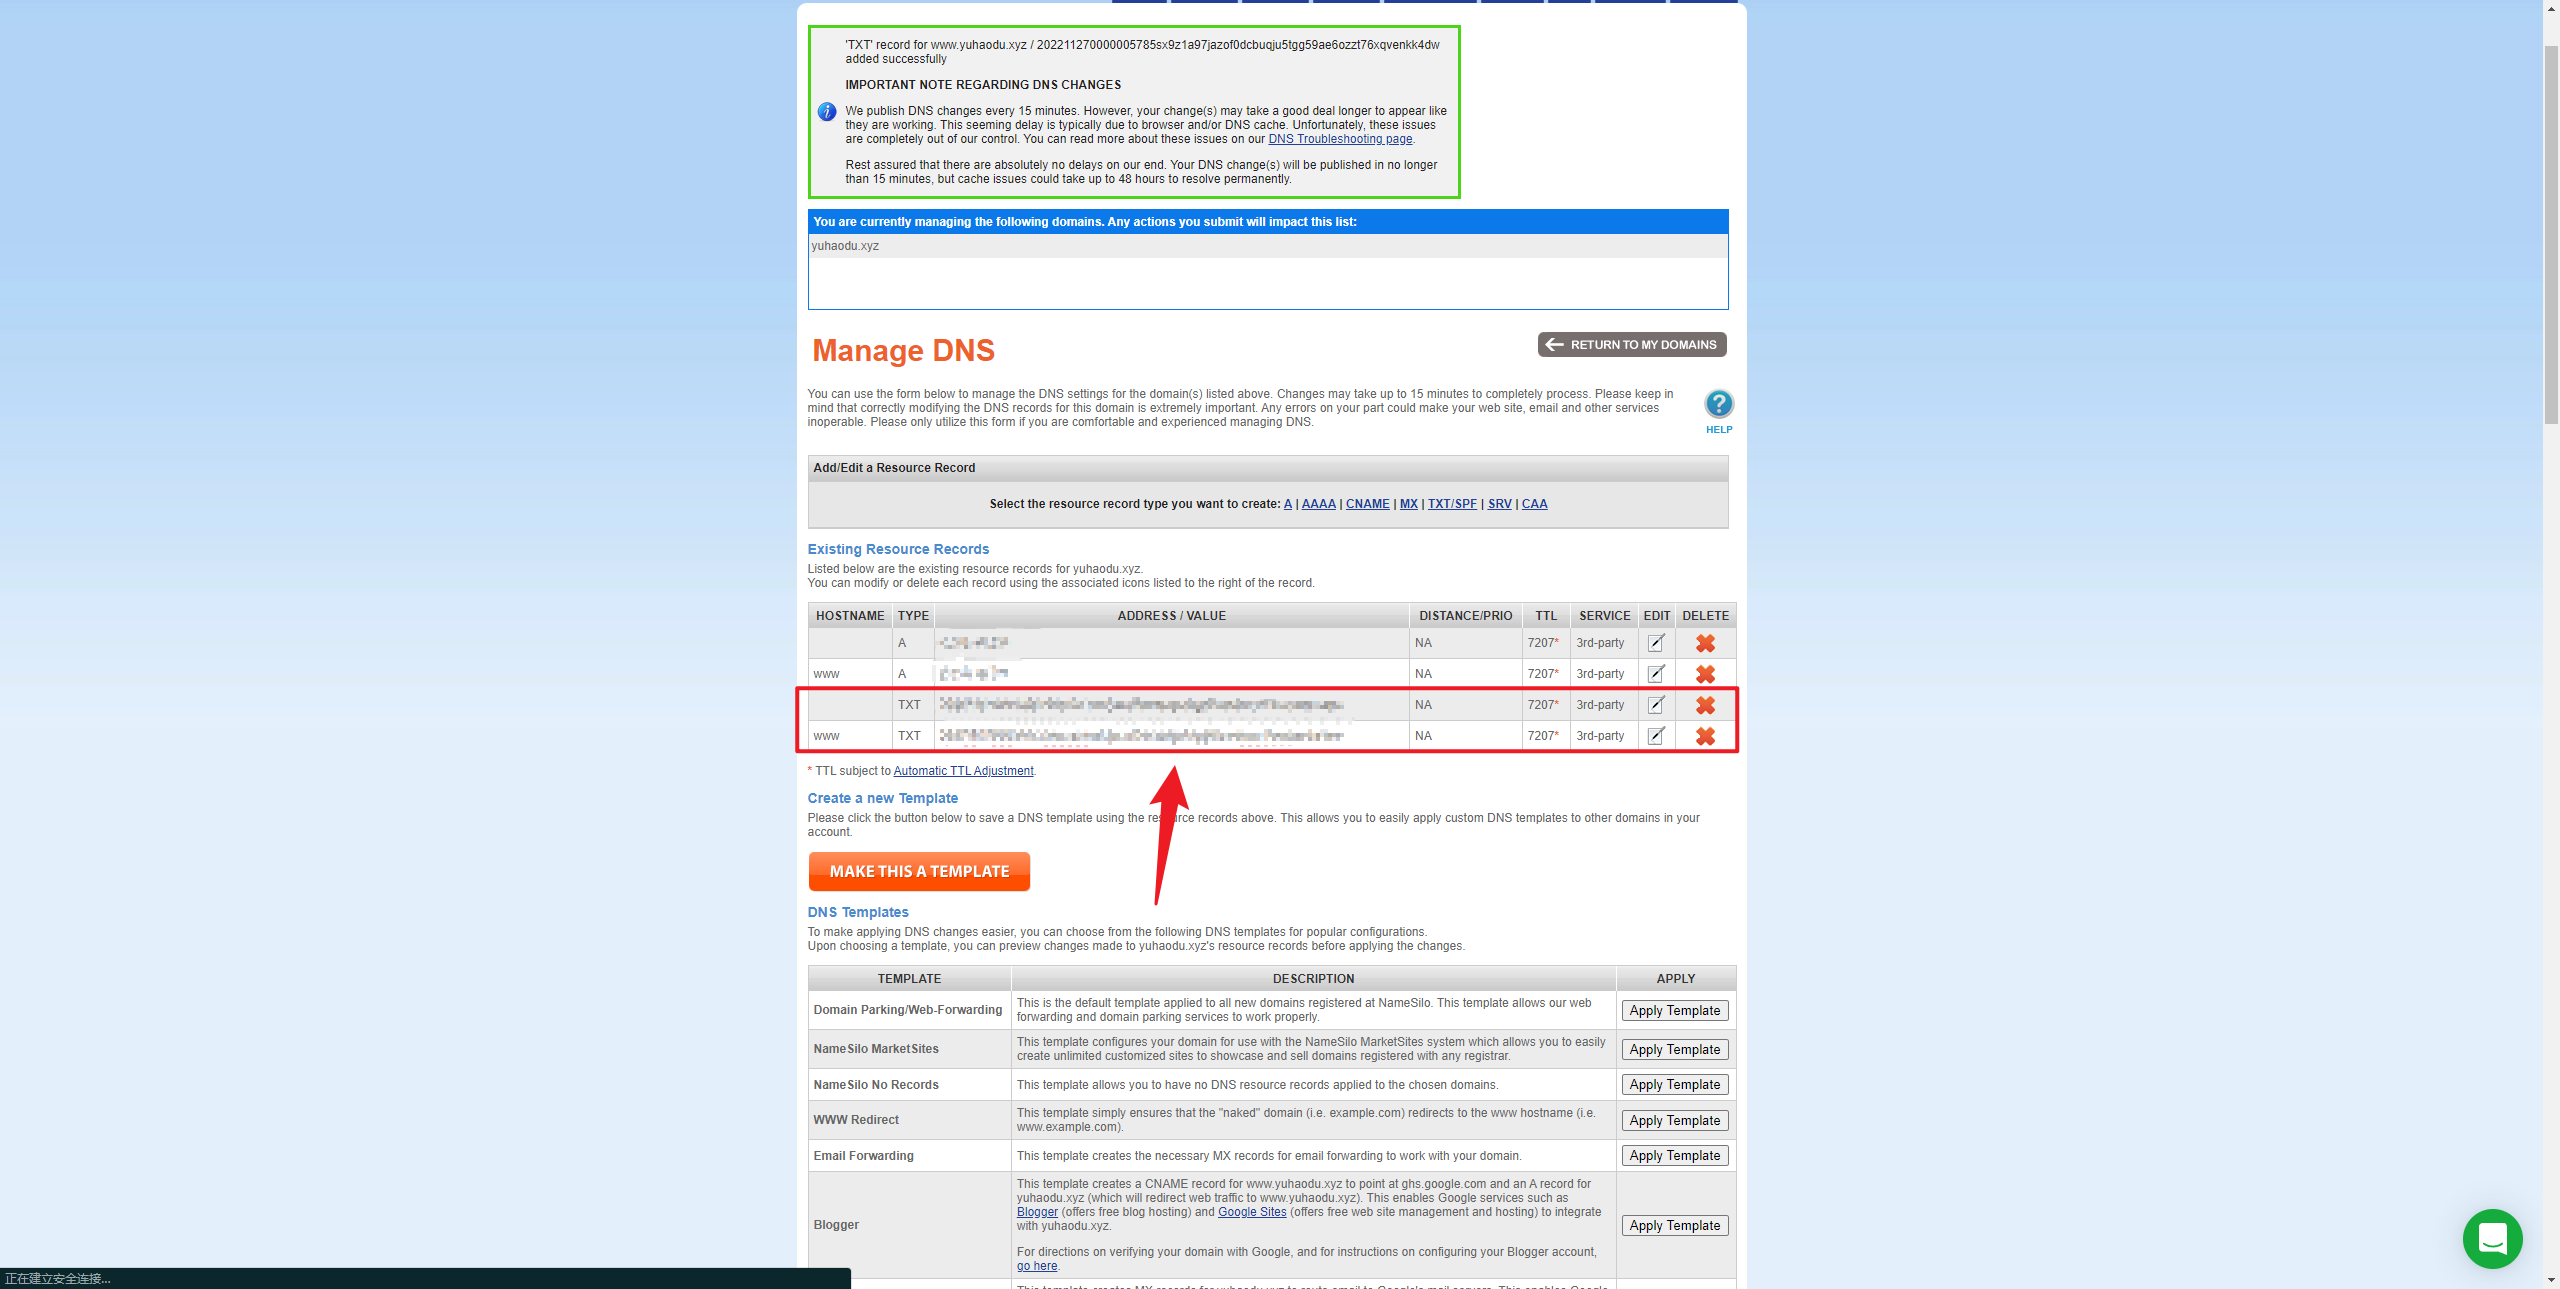 'TXT' record for www.yuhaodu.xyz / 202211270000005785sx9z1a97jazof0dcbuqju5tgg59ae6ozzt76xqvenkk4dw
added successfully
IMPORTANT NOTE REGARDING DNS CHANGES
We publish DNS changes every 15 minutes. However, your change(s) may take a good deal longer to appear like
they are working. This seeming delay is typically due to browser and/or DNS cache. Unfortunately, these issues
are completely out of our control. You can read more about these issues on our DNS Troubleshooting page.
Rest assured that there are absolutely no delays on our end. Your DNS change(s) will be published in no longer
than 15 minutes, but cache issues could take up to 48 hours to resolve permanently.
You are currently managing the following domains. Any actions you submit will impact this list:
yuhaodu.xyz
Manage DNS
RETURN TO MY DOMAINS
You can use the form below to manage the DNS settings for the domain(s) listed above. Changes may take up to 15 minutes to completely process. Please keep in
mind that correctly modifying the DNS records for this domain is extremely important. Any errors on your part could make your web site, email and other services
inoperable. Please only utilize this form if you are comfortable and experienced managing DNS.
HELP
Add/Edit a Resource Record
Select the resource record type you want to create: A | AAAA | CNAME | MX | TXT/SPF | SRV | CAA
Existing Resource Records
Listed below are the existing resource records for yuhaodu.xyz.
You can modify or delete each record using the associated icons listed to the right of the record.
HOSTNAME TYPE ADDRESS / VALUE DISTANCE/PRIO TTL SERVICE EDIT DELETE
A NA 7207* 3rd-party
www A NA 7207* 3rd-party
TXT NA 7207* 3rd-party
www TXT NA 7207* 3rd-party
* TTL subject to Automatic TTL Adjustment.
Create a new Template
Please click the button below to save a DNS template using the resource records above. This allows you to easily apply custom DNS templates to other domains in your
account.
MAKE THIS A TEMPLATE
DNS Templates
To make applying DNS changes easier, you can choose from the following DNS templates for popular configurations.
Upon choosing a template, you can preview changes made to yuhaodu.xyz's resource records before applying the changes.
TEMPLATE DESCRIPTION APPLY
Domain Parking/Web-Forwarding This is the default template applied to all new domains registered at NameSilo. This template allows our web
forwarding and domain parking services to work properly. Apply Template
NameSilo MarketSites This template configures your domain for use with the NameSilo MarketSites system which allows you to easily
create unlimited customized sites to showcase and sell domains registered with any registrar. Apply Template
NameSilo No Records This template allows you to have no DNS resource records applied to the chosen domains. Apply Template
WWW Redirect This template simply ensures that the "naked" domain (i.e. example.com) redirects to the www hostname (i.e.
www.example.com). Apply Template
Email Forwarding This template creates the necessary MX records for email forwarding to work with your domain. Apply Template
This template creates a CNAME record for www.yuhaodu.xyz to point at ghs.google.com and an A record for
yuhaodu.xyz (which will redirect web traffic to www.yuhaodu.xyz). This enables Google services such as
Blogger (offers free blog hosting) and Google Sites (offers free web site management and hosting) to integrate
with yuhaodu.xyz.
Blogger Apply Template
For directions on verifying your domain with Google, and for instructions on configuring your Blogger account,
go here.
正在建立安全连接...